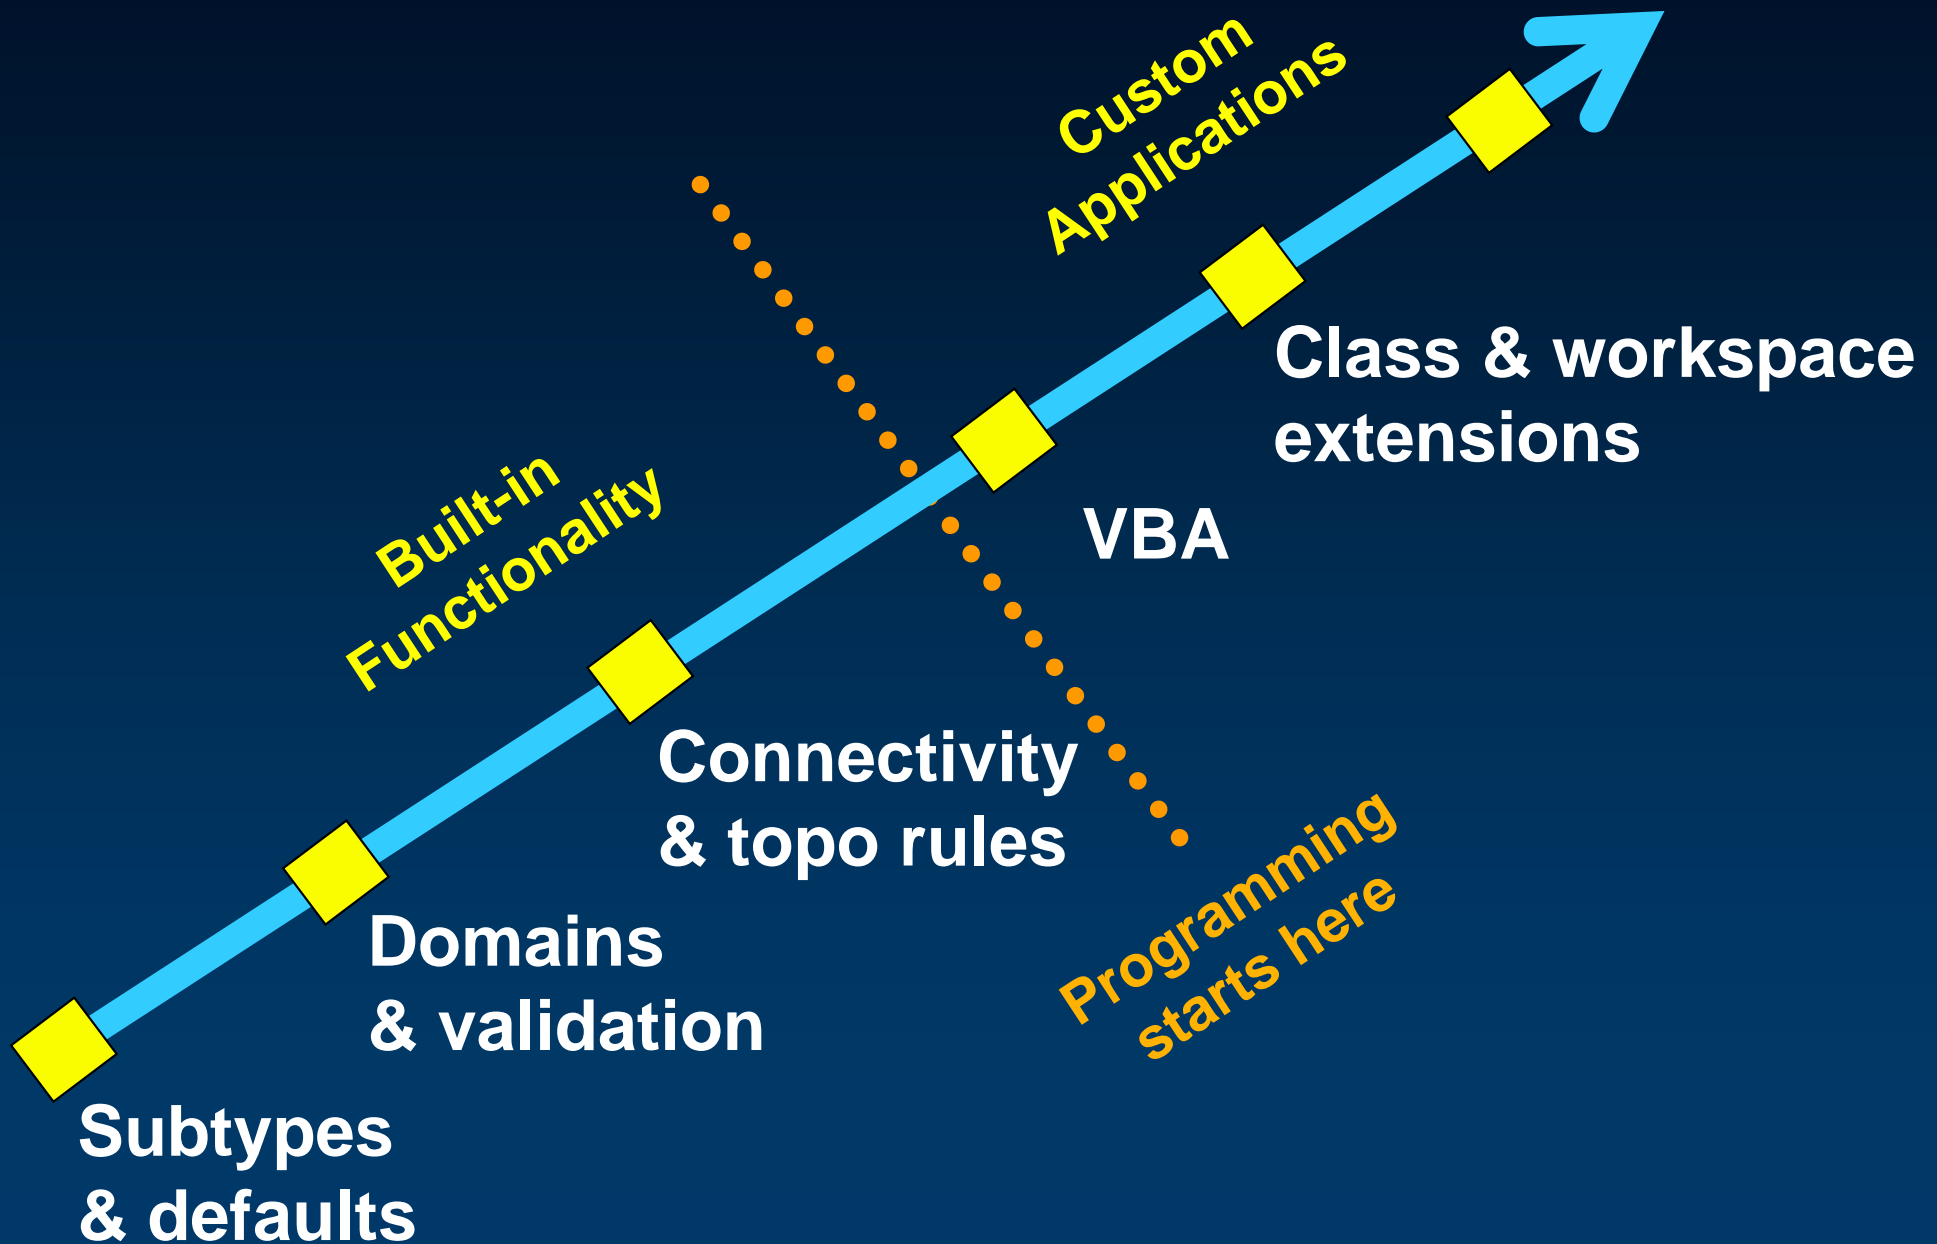 Custom
Applications
Class & workspace
extensions
Built-in
Functionality
VBA
Connectivity
& topo rules
Programming
starts here
Domains
& validation
Subtypes
& defaults